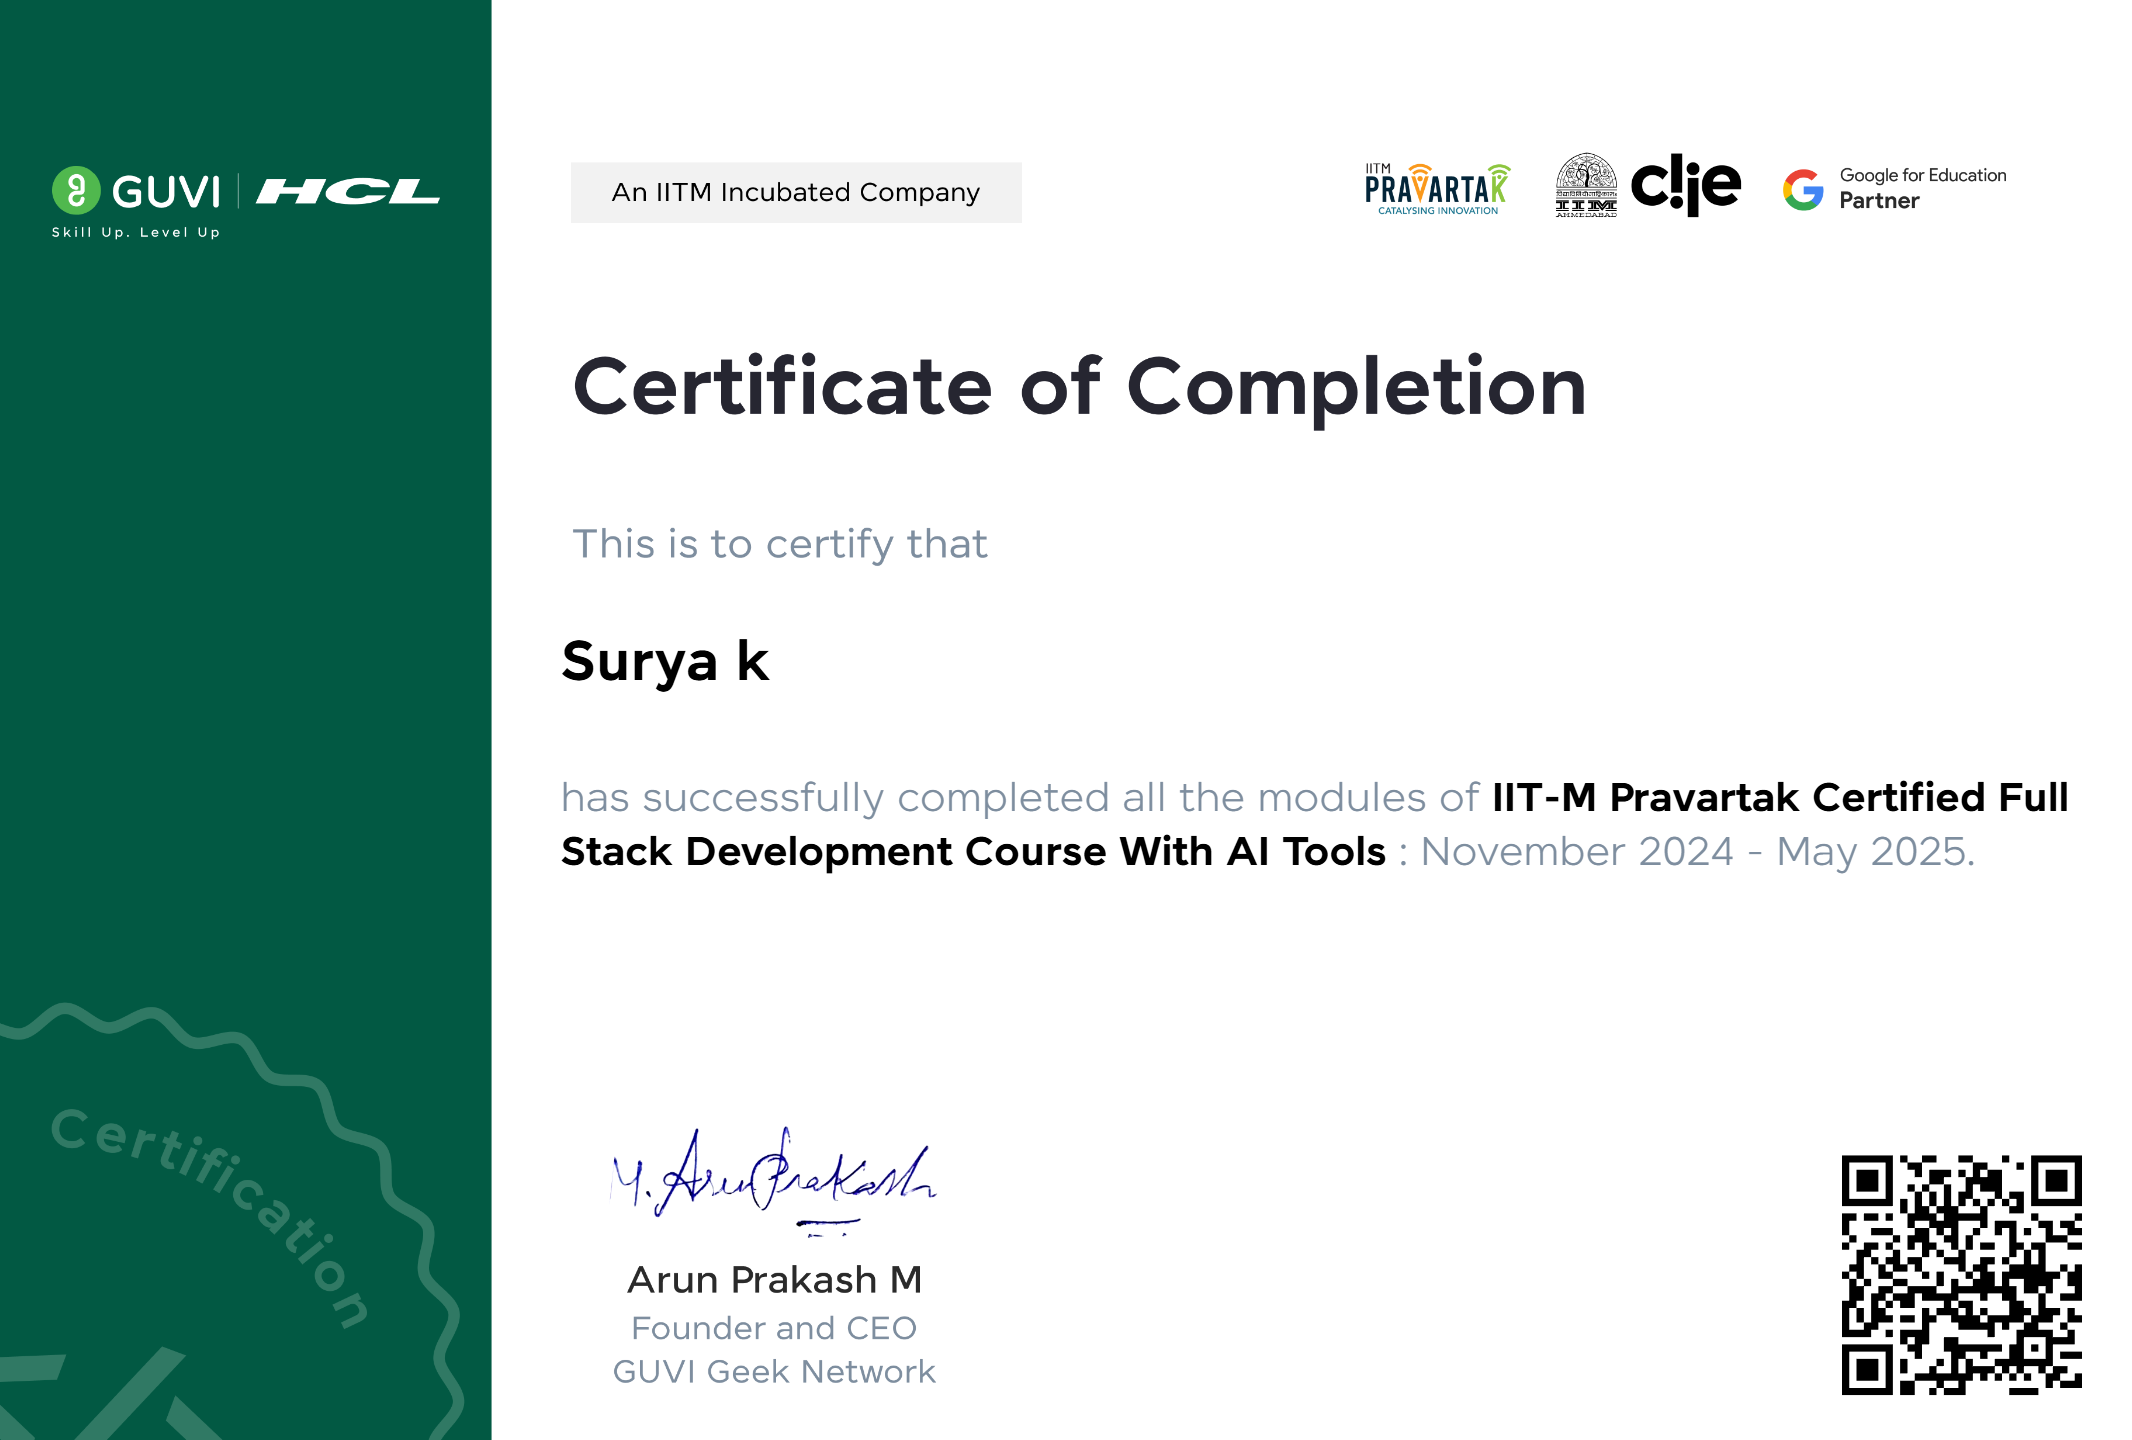 GUVI HCL
Skill Up. Level Up
An IITM Incubated Company
IITM
PRAVARTAK
CATALYSING INNOVATION
IIM
AHMEDABAD
c!ie
Google for Education
Partner
Certificate of Completion
This is to certify that
Surya k
has successfully completed all the modules of IIT-M Pravartak Certified Full
Stack Development Course With AI Tools : November 2024 - May 2025.
Certification
M. Arun Prakash
Arun Prakash M
Founder and CEO
GUVI Geek Network